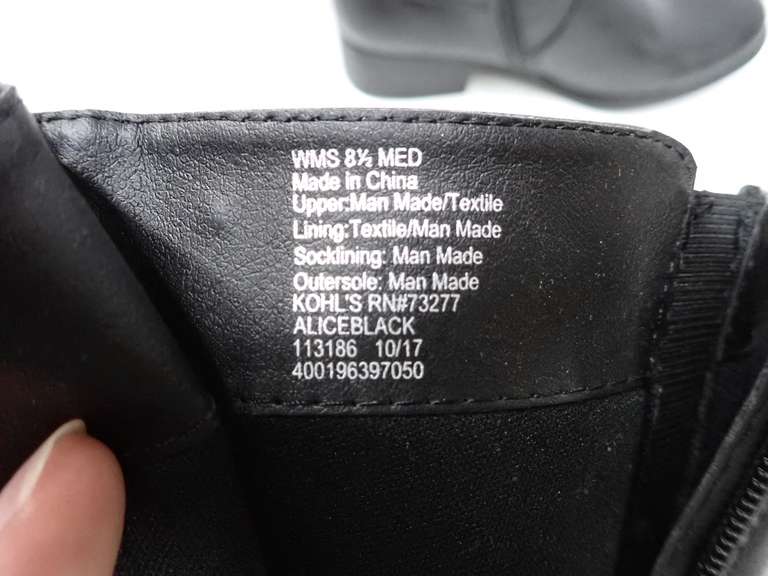 WMS 8½ MED
Made in China
Upper:Man Made/Textile
Lining:Textile/Man Made
Socklining: Man Made
Outersole: Man Made
KOHL'S RN#73277
ALICEBLACK
113186 10/17
400196397050